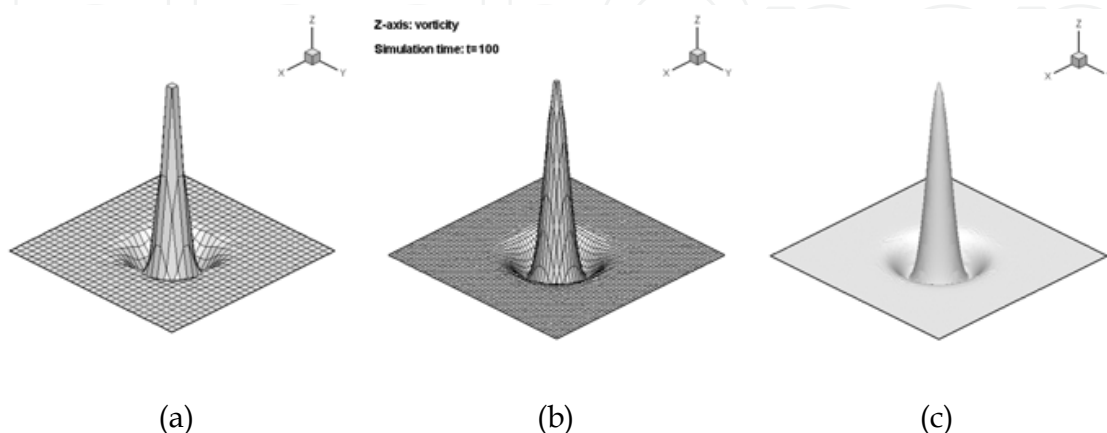 Z-axis: vorticity
Simulation time: t=100
Z
X
Y
Z
X
Y
Z
X
(a)
(b)
(c)